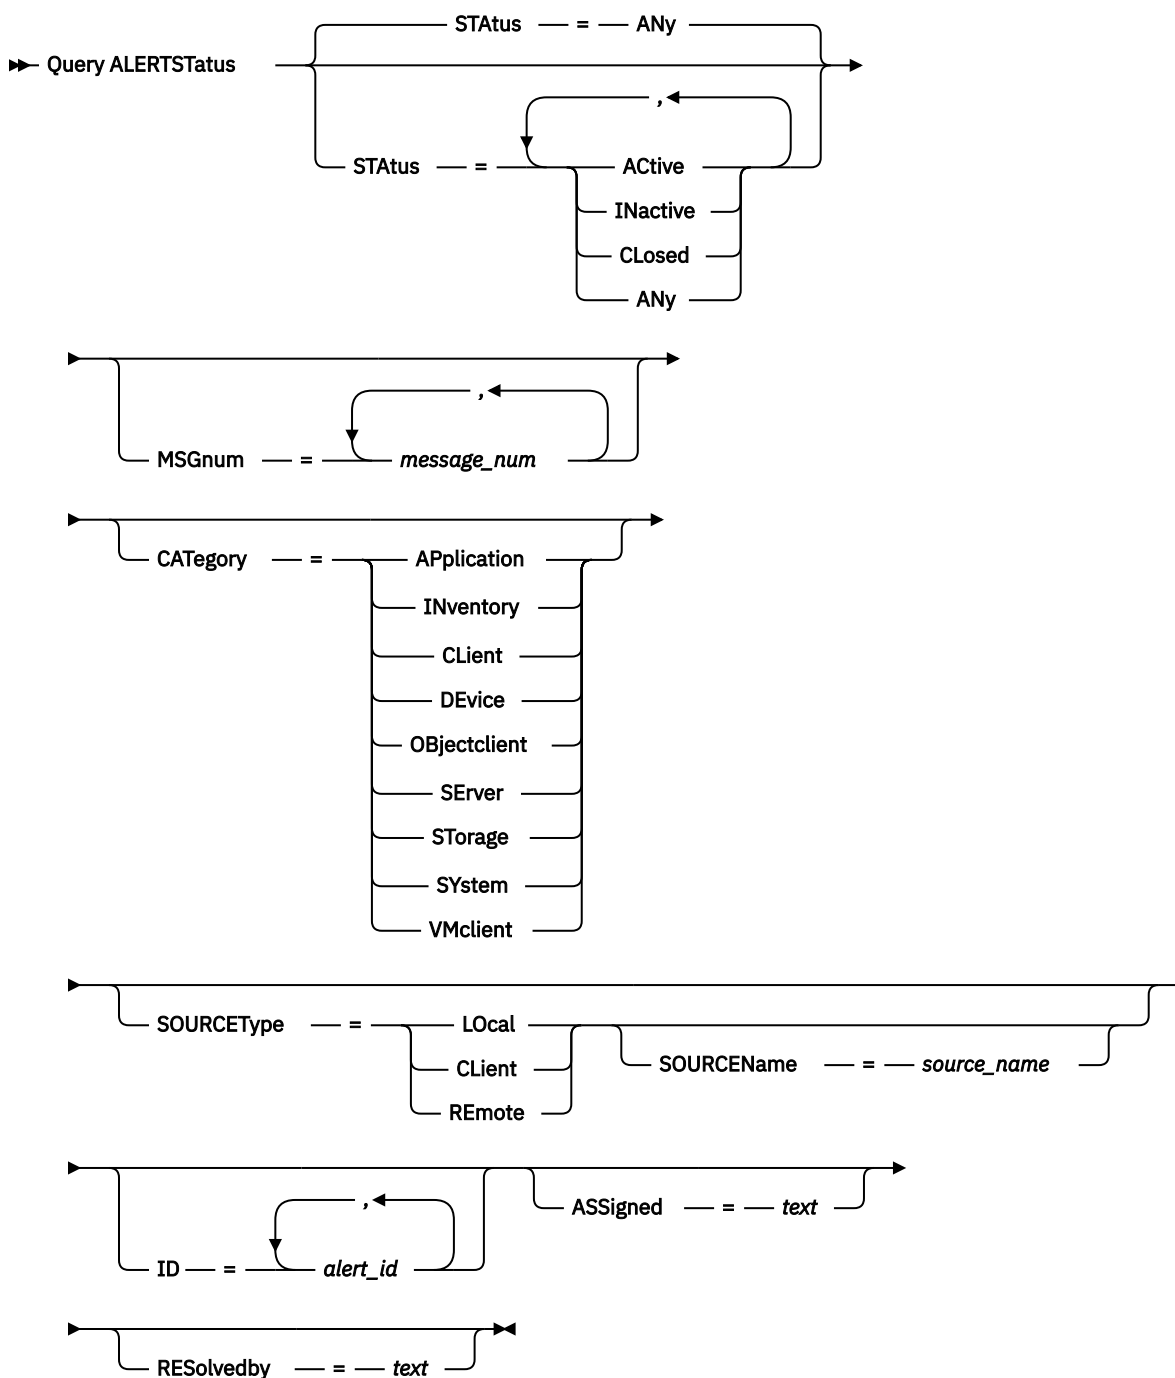 STAtus = ANy
Query ALERTSTatus
,
STAtus = ACtive
INactive
CLosed
ANy
,
MSGnum = message_num
CATegory = APplication
INventory
CLient
DEvice
OBjectclient
SErver
STorage
SYstem
VMclient
SOURCEType = LOcal
SOURCEName = source_name
CLient
REmote
,
ASSigned = text
ID = alert_id
RESolvedby = text